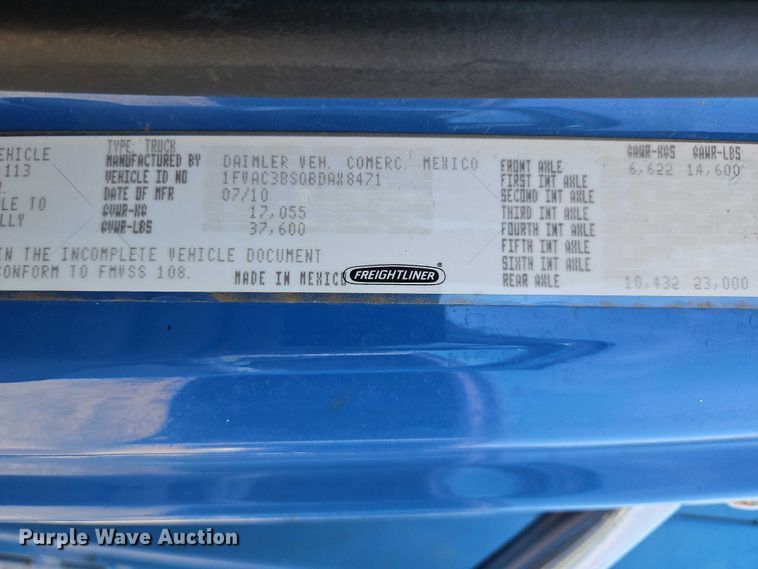 EHICLE
113
LE TO
LLY
IN THE INCOMPLETE VEHICLE DOCUMENT
CONFORM TO FMVSS 108.
TYPE: TRUCK
MANUFACTURED BY DAIMLER VEH. COMERC. MEXICO
VEHICLE ID NO 1FVAC3BS0BDAX8471
DATE OF MFR 07/10
GVWR-KG 17,055
GVWR-LBS 37,600
MADE IN MEXICO FREIGHTLINER
GAWR-KGS GAWR-LBS
FRONT AXLE 6,622 14,600
FIRST INT AXLE
SECOND INT AXLE
THIRD INT AXLE
FOURTH INT AXLE
FIFTH INT AXLE
SIXTH INT AXLE
REAR AXLE 10,432 23,000
Purple Wave Auction